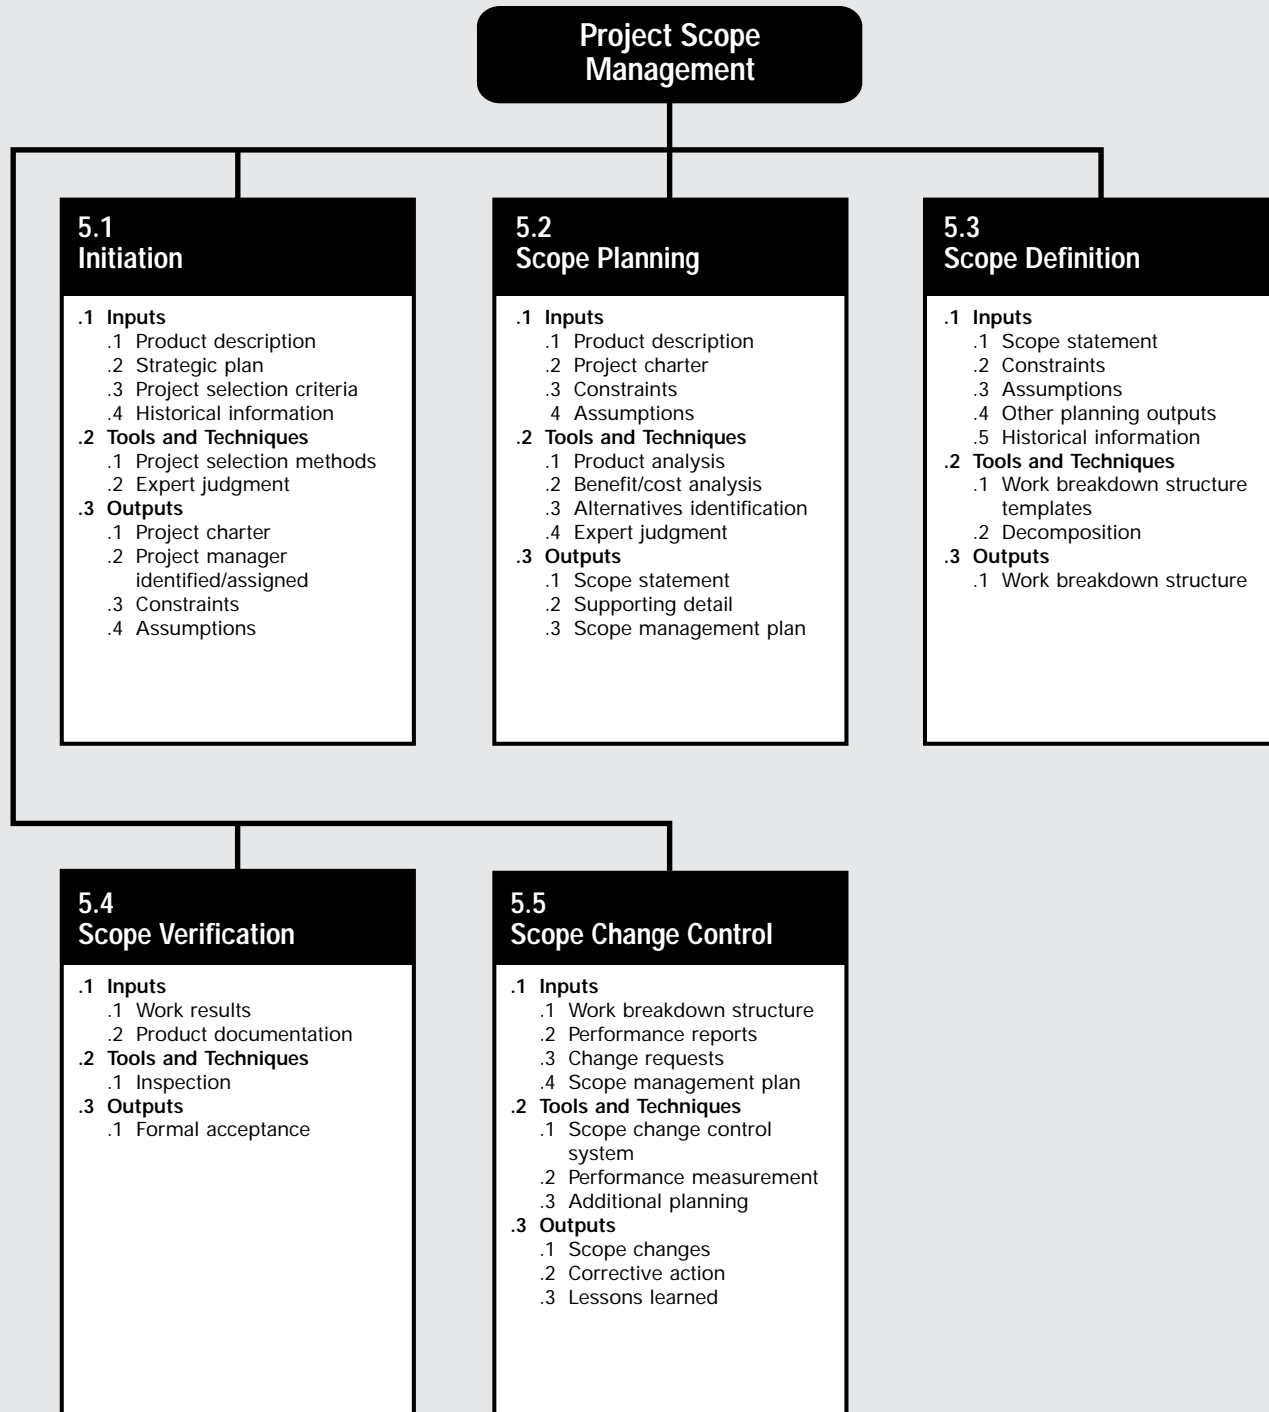 Project Scope
Management
5.1
Initiation
.1 Inputs
.1 Product description
.2 Strategic plan
.3 Project selection criteria
.4 Historical information
.2 Tools and Techniques
.1 Project selection methods
.2 Expert judgment
.3 Outputs
.1 Project charter
.2 Project manager
identified/assigned
.3 Constraints
.4 Assumptions
5.2
Scope Planning
.1 Inputs
.1 Product description
.2 Project charter
.3 Constraints
4 Assumptions
.2 Tools and Techniques
.1 Product analysis
.2 Benefit/cost analysis
.3 Alternatives identification
.4 Expert judgment
.3 Outputs
.1 Scope statement
.2 Supporting detail
.3 Scope management plan
5.3
Scope Definition
.1 Inputs
.1 Scope statement
.2 Constraints
.3 Assumptions
.4 Other planning outputs
.5 Historical information
.2 Tools and Techniques
.1 Work breakdown structure
templates
.2 Decomposition
.3 Outputs
.1 Work breakdown structure
5.4
Scope Verification
.1 Inputs
.1 Work results
.2 Product documentation
.2 Tools and Techniques
.1 Inspection
.3 Outputs
.1 Formal acceptance
5.5
Scope Change Control
.1 Inputs
.1 Work breakdown structure
.2 Performance reports
.3 Change requests
.4 Scope management plan
.2 Tools and Techniques
.1 Scope change control
system
.2 Performance measurement
.3 Additional planning
.3 Outputs
.1 Scope changes
.2 Corrective action
.3 Lessons learned